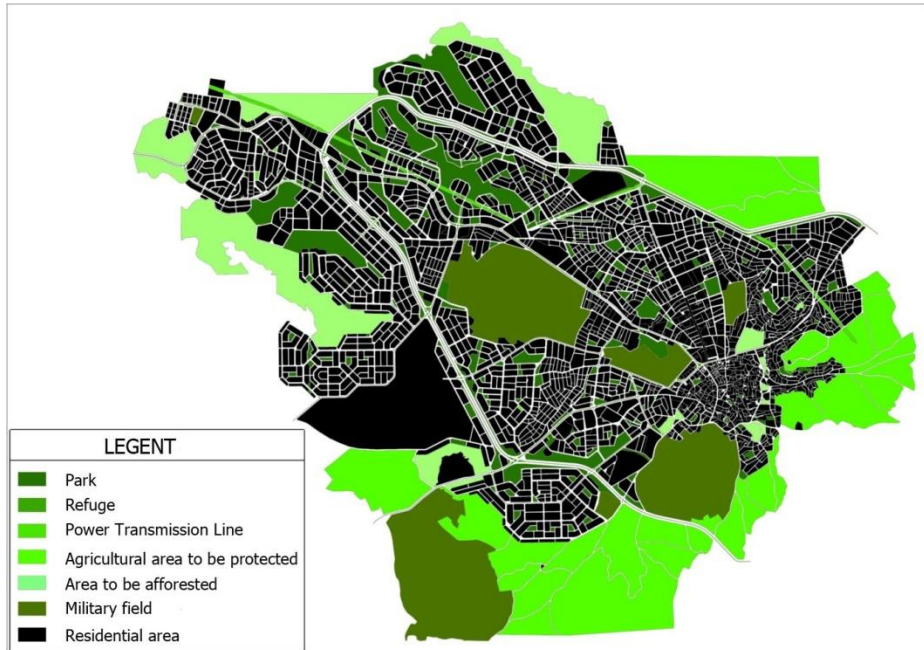 LEGENT
Park
Refuge
Power Transmission Line
Agricultural area to be protected
Area to be afforested
Military field
Residential area